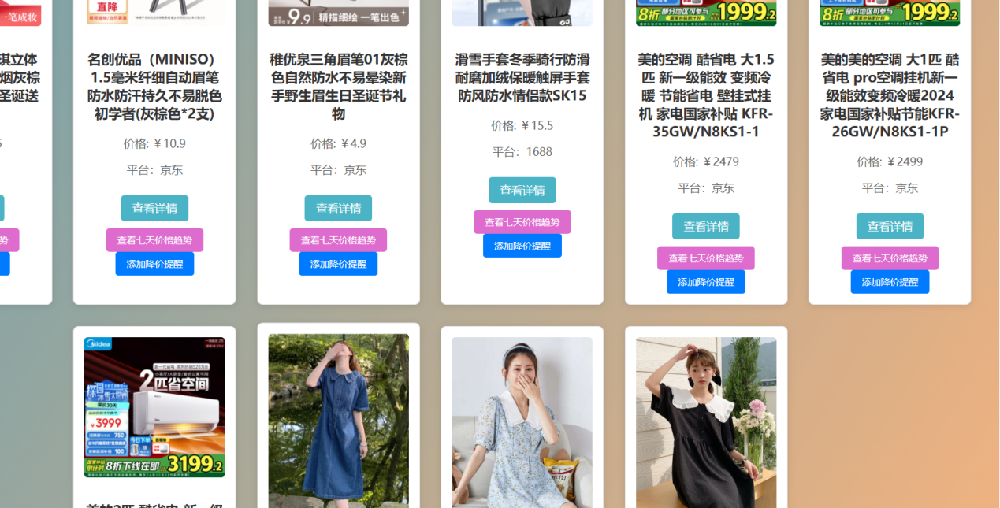 一笔成妆
直降
9.9 精描细绘 一笔出色
8折 部分地区可参与 1999.2
8折 部分地区可参与 1999.2
琪立体
烟灰棕
圣诞送
名创优品（MINISO）
1.5毫米纤细自动眉笔
防水防汗持久不易脱色
初学者(灰棕色*2支)
价格: ¥10.9
平台：京东
查看详情
查看七天价格趋势
添加降价提醒
稚优泉三角眉笔01灰棕
色自然防水不易晕染新
手野生眉生日圣诞节礼
物
价格: ¥4.9
平台：京东
查看详情
查看七天价格趋势
添加降价提醒
滑雪手套冬季骑行防滑
耐磨加绒保暖触屏手套
防风防水情侣款SK15
价格: ¥15.5
平台：1688
查看详情
查看七天价格趋势
添加降价提醒
美的空调 酷省电 大1.5
匹 新一级能效 变频冷
暖 节能省电 壁挂式挂
机 家电国家补贴 KFR-
35GW/N8KS1-1
价格: ¥2479
平台：京东
查看详情
查看七天价格趋势
添加降价提醒
美的美的空调 大1匹 酷
省电 pro空调挂机新一
级能效变频冷暖2024
家电国家补贴节能KFR-
26GW/N8KS1-1P
价格: ¥2499
平台：京东
查看详情
查看七天价格趋势
添加降价提醒
势
Midea
2匹省空间
¥3999
8折下线在即 3199.2
美的2匹 酷省电 新一级